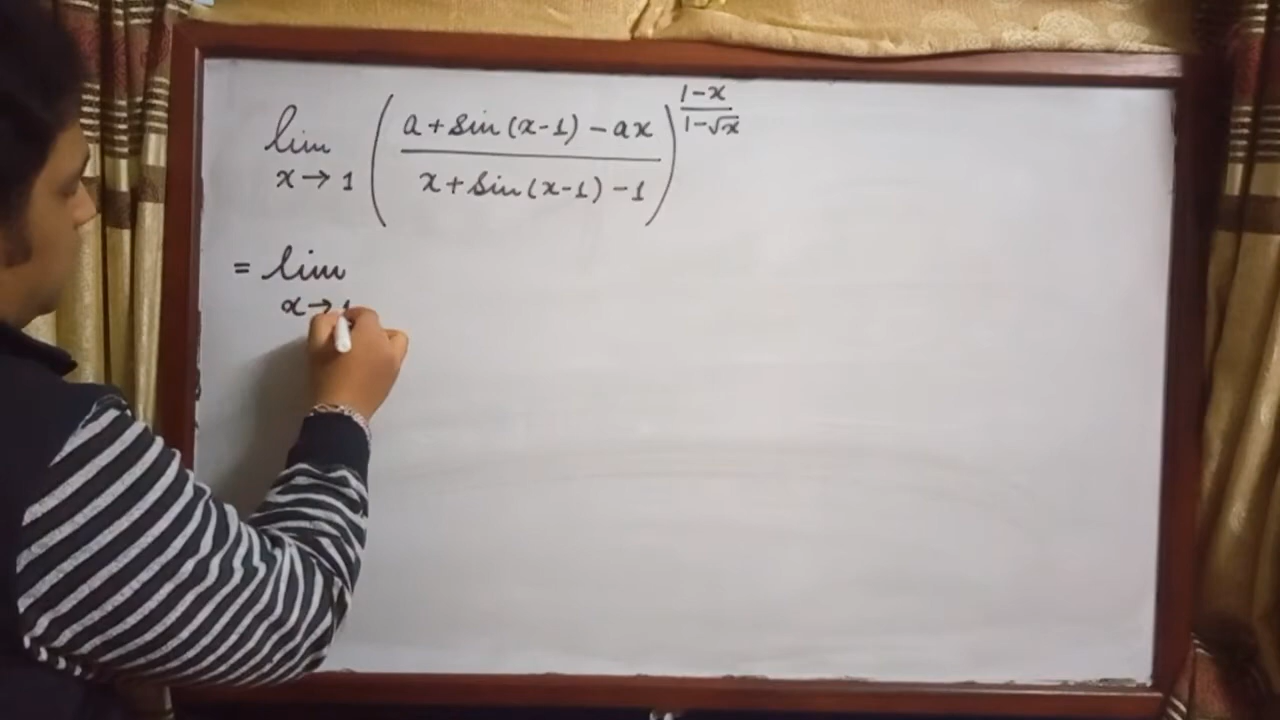 lim x→1 ( (a + sin(x-1) - ax) / (x + sin(x-1) - 1) )^((1-x)/(1-√x))
= lim x→1